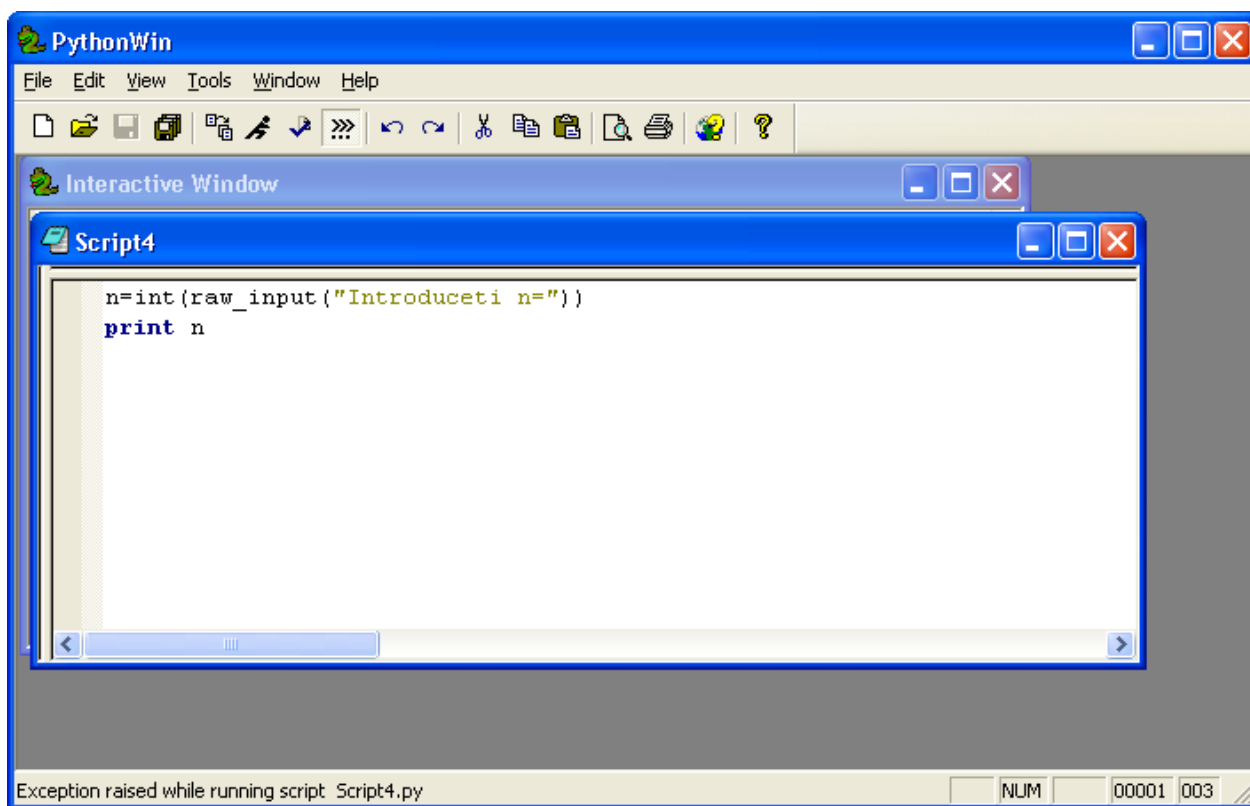 PythonWin
File Edit View Tools Window Help
Interactive Window
Script4
n=int(raw_input("Introduceti n="))
print n
Exception raised while running script Script4.py NUM 00001 003